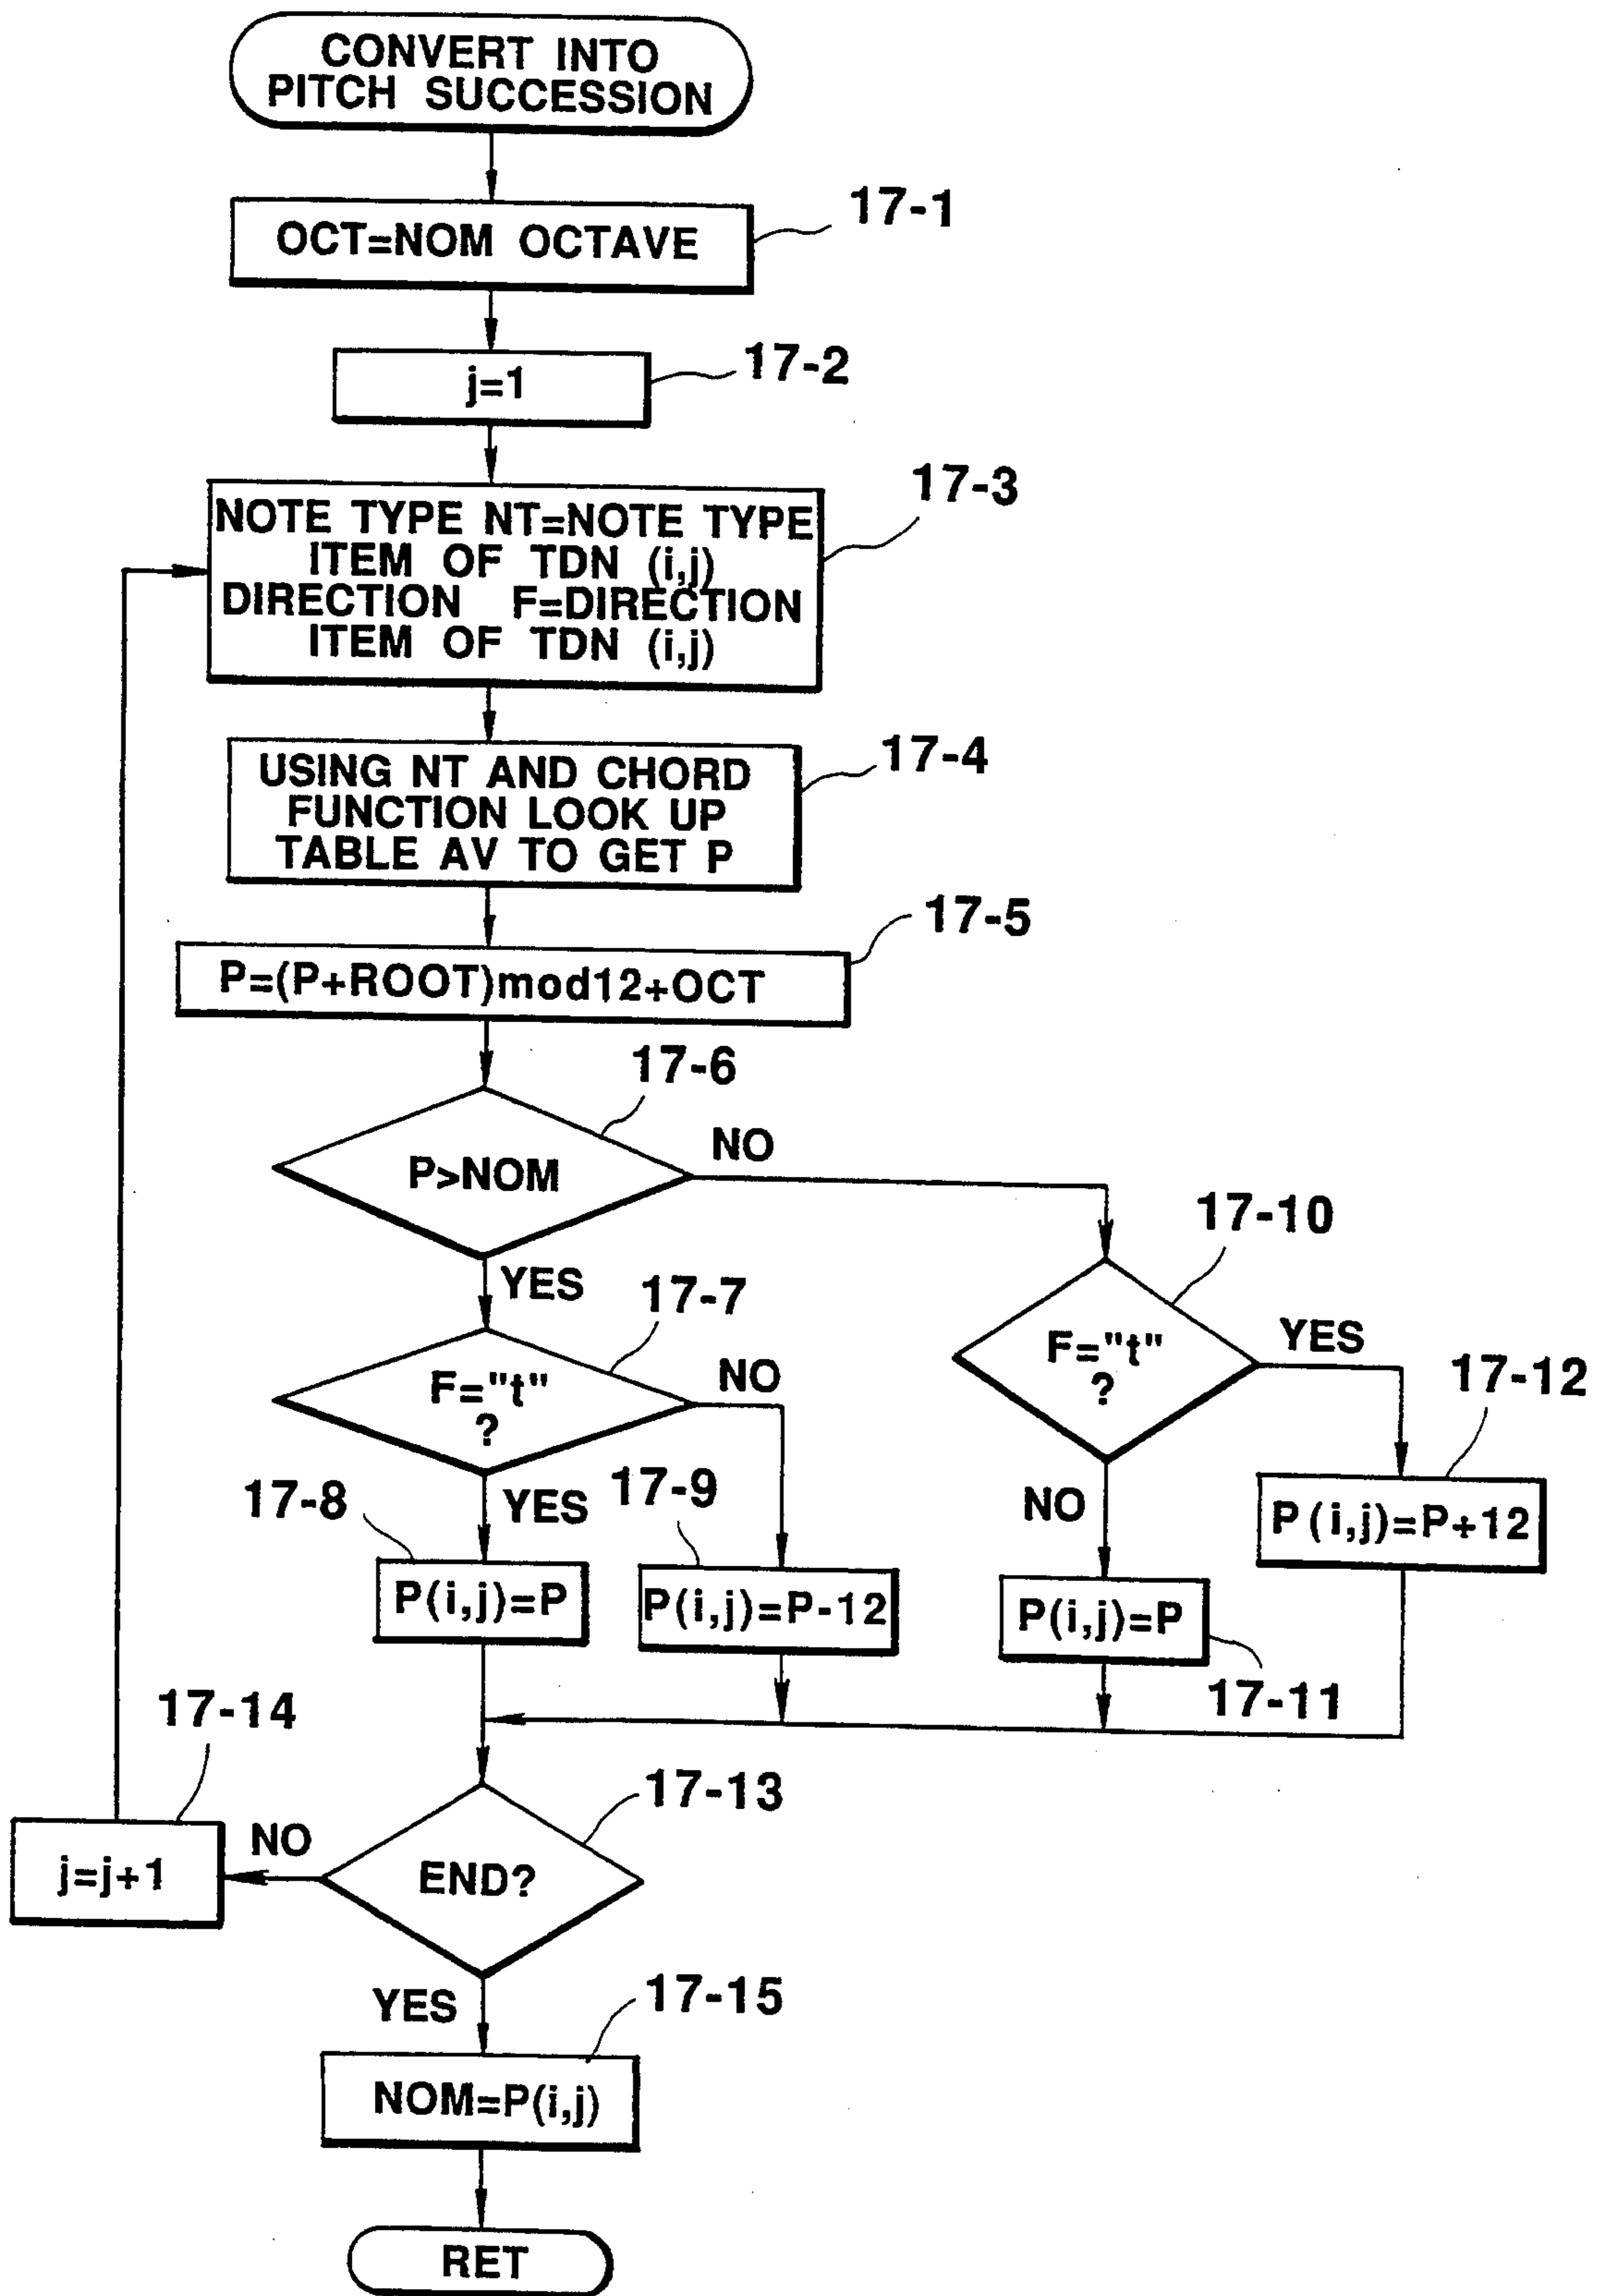 CONVERT INTO
PITCH SUCCESSION
17-1
OCT=NOM OCTAVE
17-2
j=1
17-3
NOTE TYPE NT=NOTE TYPE
ITEM OF TDN (i,j)
DIRECTION F=DIRECTION
ITEM OF TDN (i,j)
17-4
USING NT AND CHORD
FUNCTION LOOK UP
TABLE AV TO GET P
17-5
P=(P+ROOT)mod12+OCT
17-6
P>NOM
NO
YES
17-7
F="t"
?
NO
YES
17-10
F="t"
?
YES
NO
17-12
P(i,j)=P+12
17-8
P(i,j)=P
17-9
P(i,j)=P-12
P(i,j)=P
17-11
17-14
j=j+1
NO
17-13
END?
YES
17-15
NOM=P(i,j)
RET